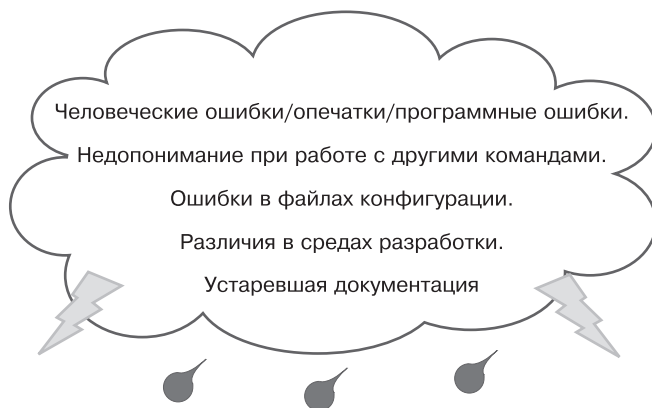 Человеческие ошибки/опечатки/программные ошибки.
Недопонимание при работе с другими командами.
Ошибки в файлах конфигурации.
Различия в средах разработки.
Устаревшая документация